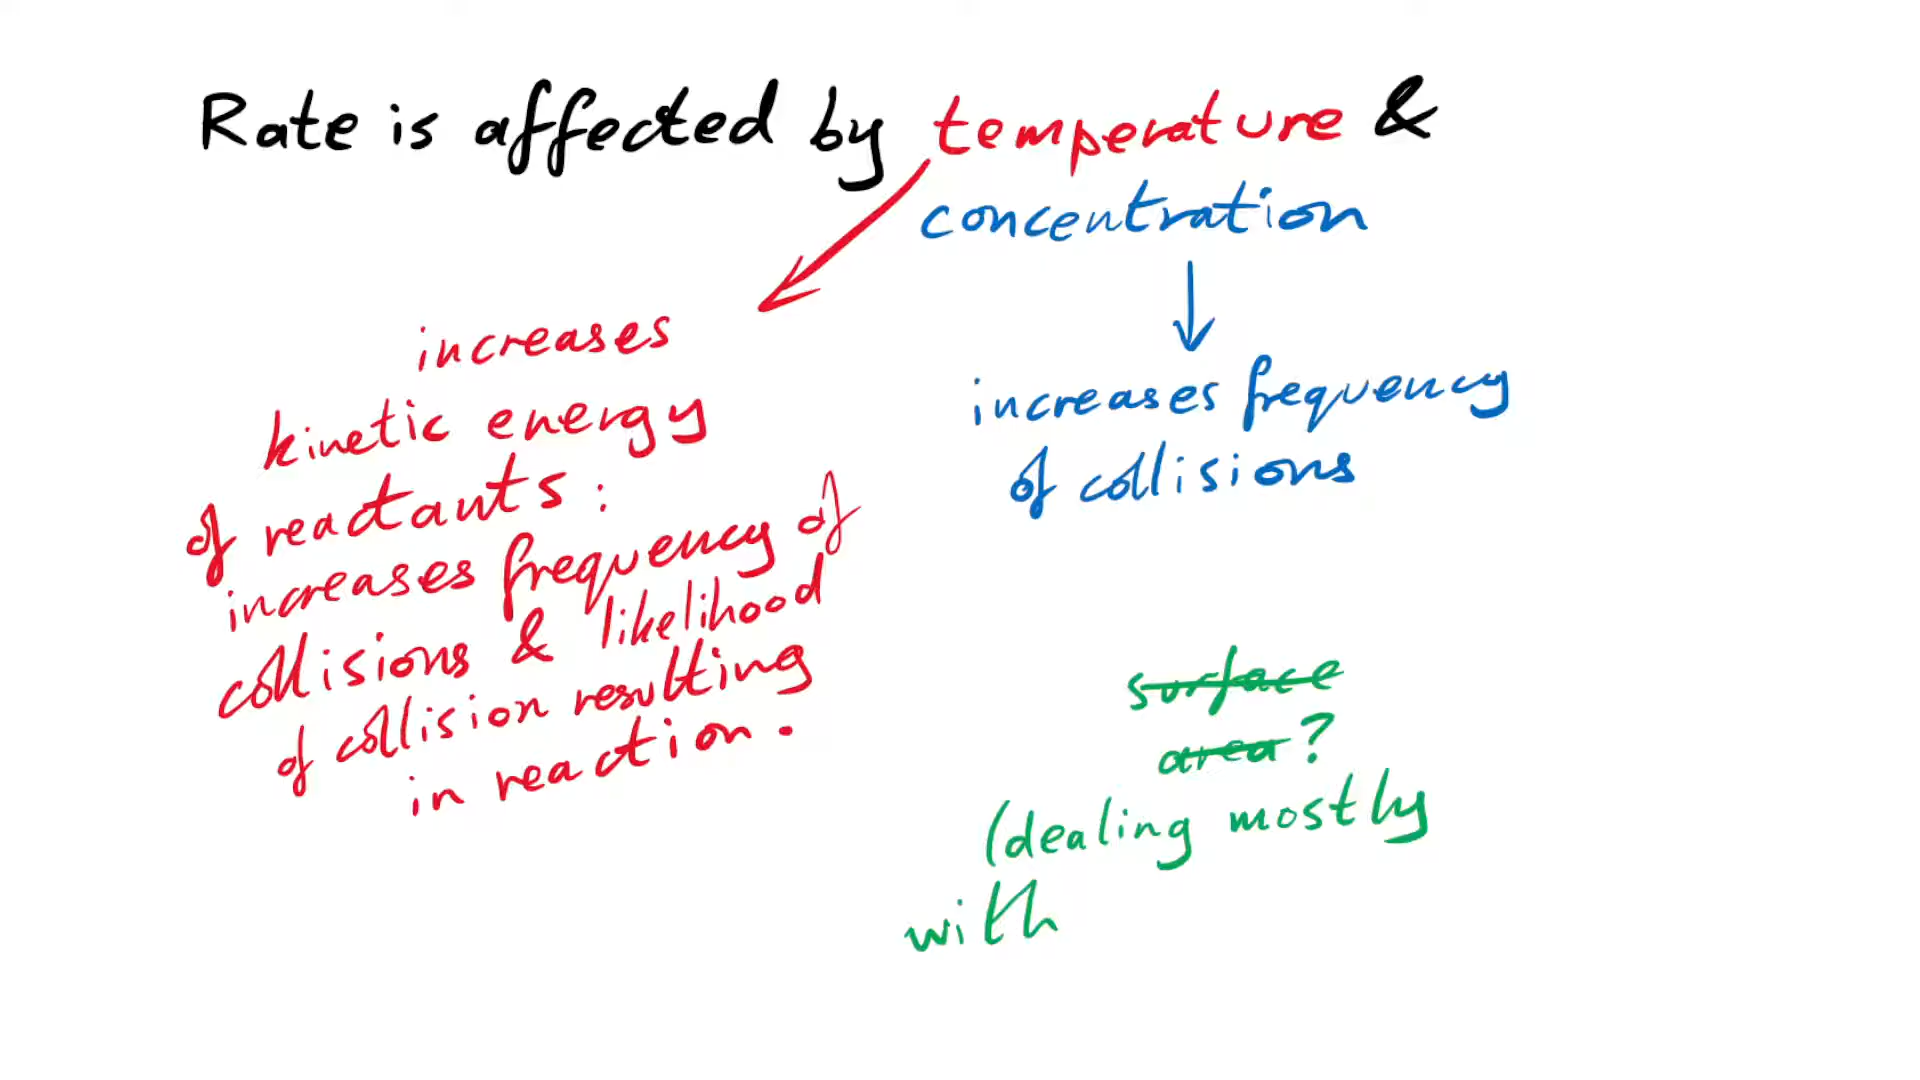 Rate is affected by temperature &
concentration
increases
kinetic energy
of reactants:
increases frequency of
collisions & likelihood
of collision resulting
in reaction.
increases frequency
of collisions
surface
area?
(dealing mostly
with